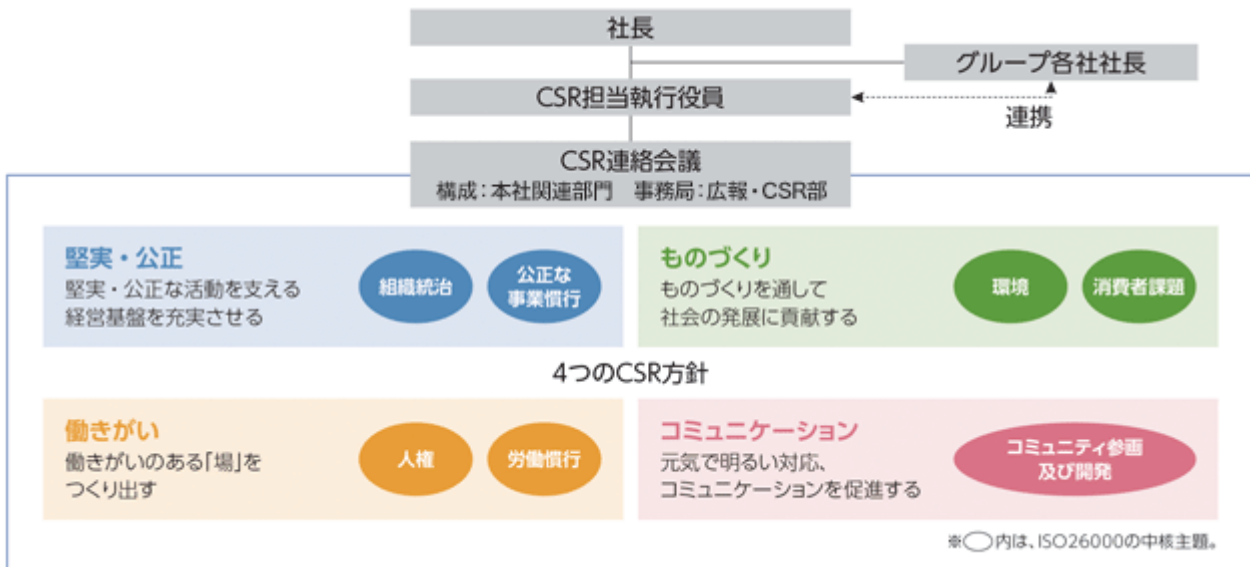 社長
グループ各社社長
CSR担当執行役員
連携
CSR連絡会議
構成：本社関連部門　事務局：広報・CSR部
堅実・公正
堅実・公正な活動を支える
経営基盤を充実させる
組織統治
公正な
事業慣行
ものづくり
ものづくりを通して
社会の発展に貢献する
環境
消費者課題
4つのCSR方針
働きがい
働きがいのある「場」を
つくり出す
人権
労働慣行
コミュニケーション
元気で明るい対応、
コミュニケーションを促進する
コミュニティ参画
及び開発
※◯内は、ISO26000の中核主題。